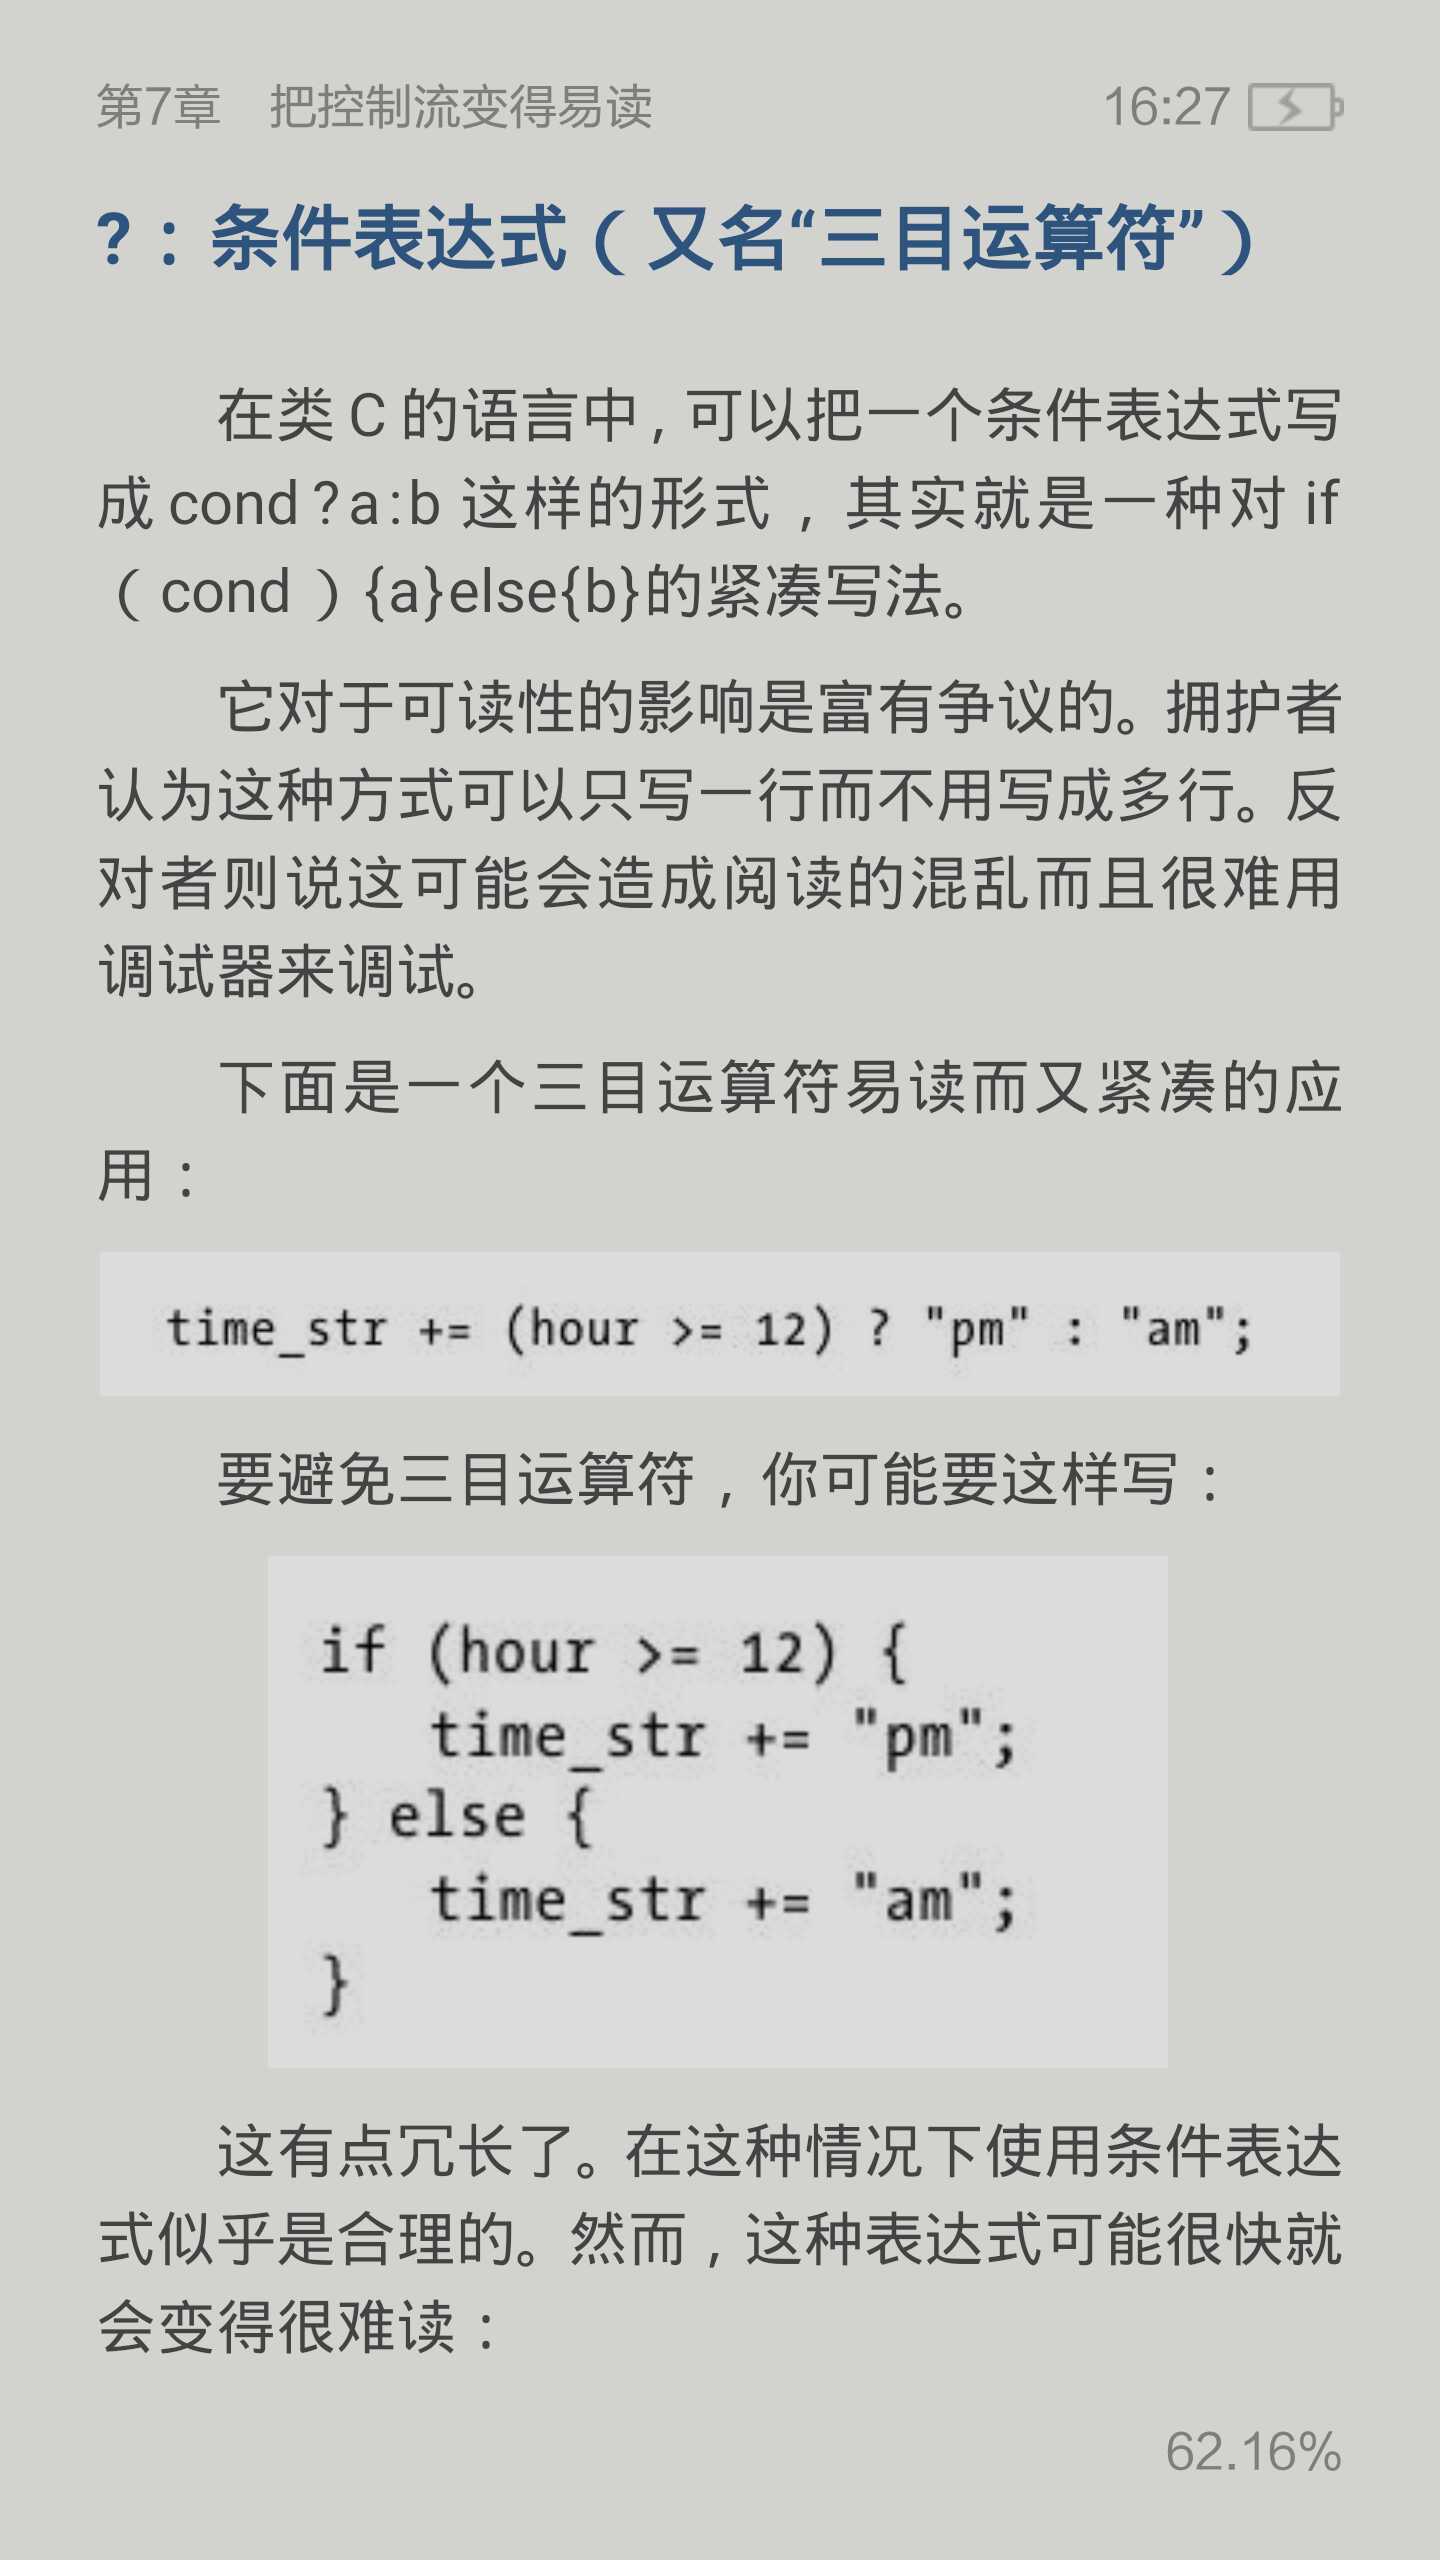 第7章　把控制流变得易读
16:27
?：条件表达式（又名“三目运算符”）
在类C的语言中，可以把一个条件表达式写
成cond?a:b这样的形式，其实就是一种对if
（cond）{a}else{b}的紧凑写法。
它对于可读性的影响是富有争议的。拥护者
认为这种方式可以只写一行而不用写成多行。反
对者则说这可能会造成阅读的混乱而且很难用
调试器来调试。
下面是一个三目运算符易读而又紧凑的应
用：
time_str += (hour >= 12) ? "pm" : "am";
要避免三目运算符，你可能要这样写：
if (hour >= 12) {
    time_str += "pm";
} else {
    time_str += "am";
}
这有点冗长了。在这种情况下使用条件表达
式似乎是合理的。然而，这种表达式可能很快就
会变得很难读：
62.16%